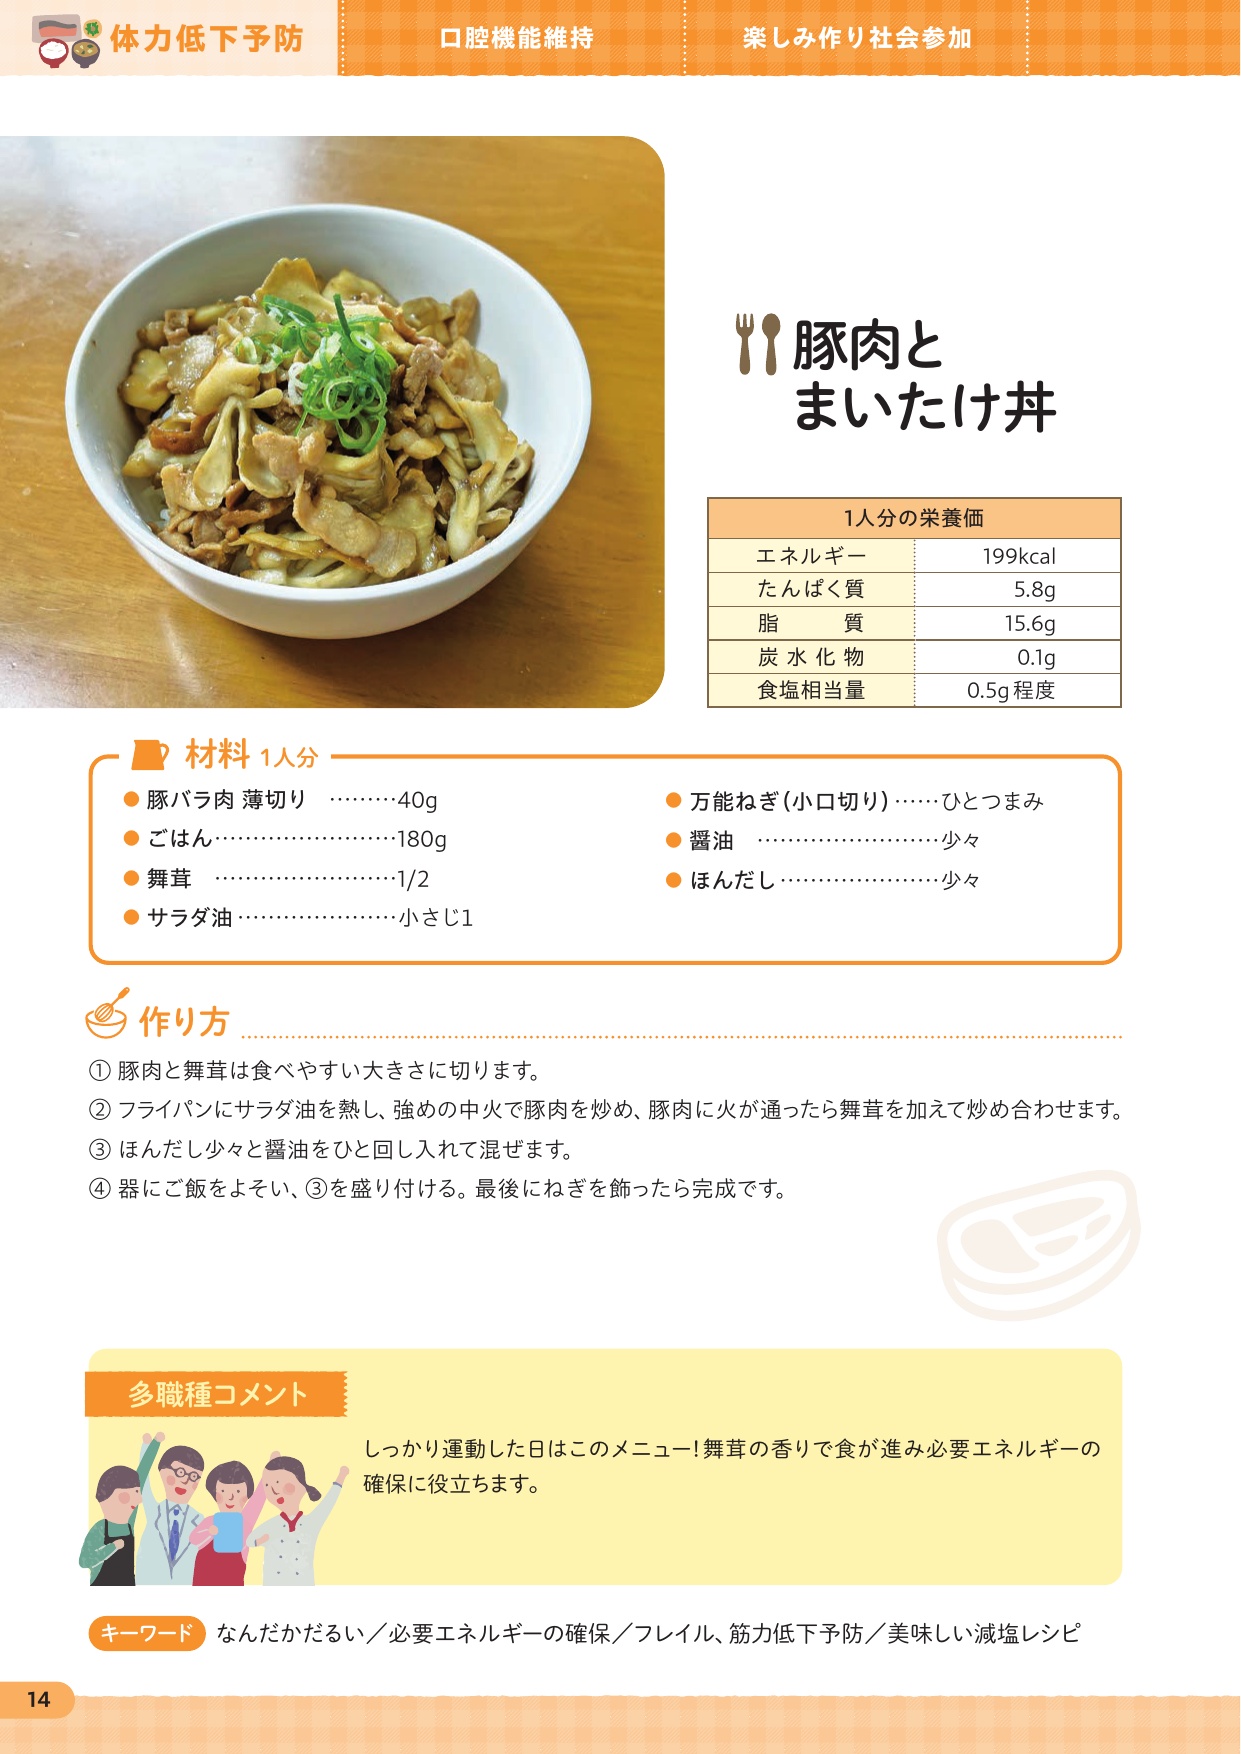 体力低下予防
口腔機能維持
楽しみ作り社会参加
豚肉と
まいたけ丼
1人分の栄養価
エネルギー 199kcal
たんぱく質 5.8g
脂質 15.6g
炭水化物 0.1g
食塩相当量 0.5g程度
材料 1人分
●豚バラ肉 薄切り ………40g
●ごはん……………………180g
●舞茸 ……………………1/2
●サラダ油…………………小さじ1
●万能ねぎ(小口切り)……ひとつまみ
●醤油 ……………………少々
●ほんだし…………………少々
作り方
① 豚肉と舞茸は食べやすい大きさに切ります。
② フライパンにサラダ油を熱し、強めの中火で豚肉を炒め、豚肉に火が通ったら舞茸を加えて炒め合わせます。
③ ほんだし少々と醤油をひと回し入れて混ぜます。
④ 器にご飯をよそい、③を盛り付ける。最後にねぎを飾ったら完成です。
多職種コメント
しっかり運動した日はこのメニュー!舞茸の香りで食が進み必要エネルギーの
確保に役立ちます。
キーワード なんだかだるい／必要エネルギーの確保／フレイル、筋力低下予防／美味しい減塩レシピ
14